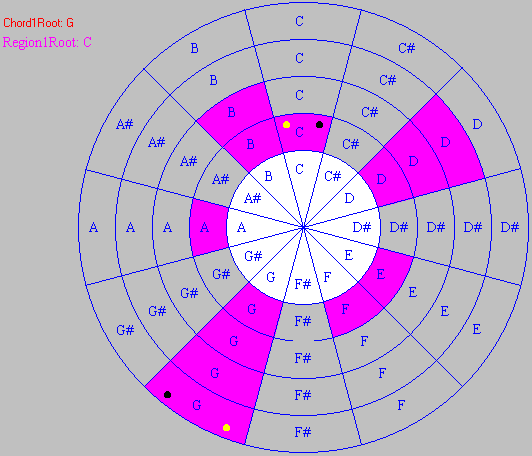 Chord1Root: G
C
Region1Root: C
B C#
C
B
C
B C#
A# D
C
A# B C# D
A# D
C
B C#
A# D
A# D
A A A A A D# D# D# D# D#
G# E
G# E
G F
F#
G# E
G F
G# E
F#
G# E
G F
F#
G F
F#
G F
F#